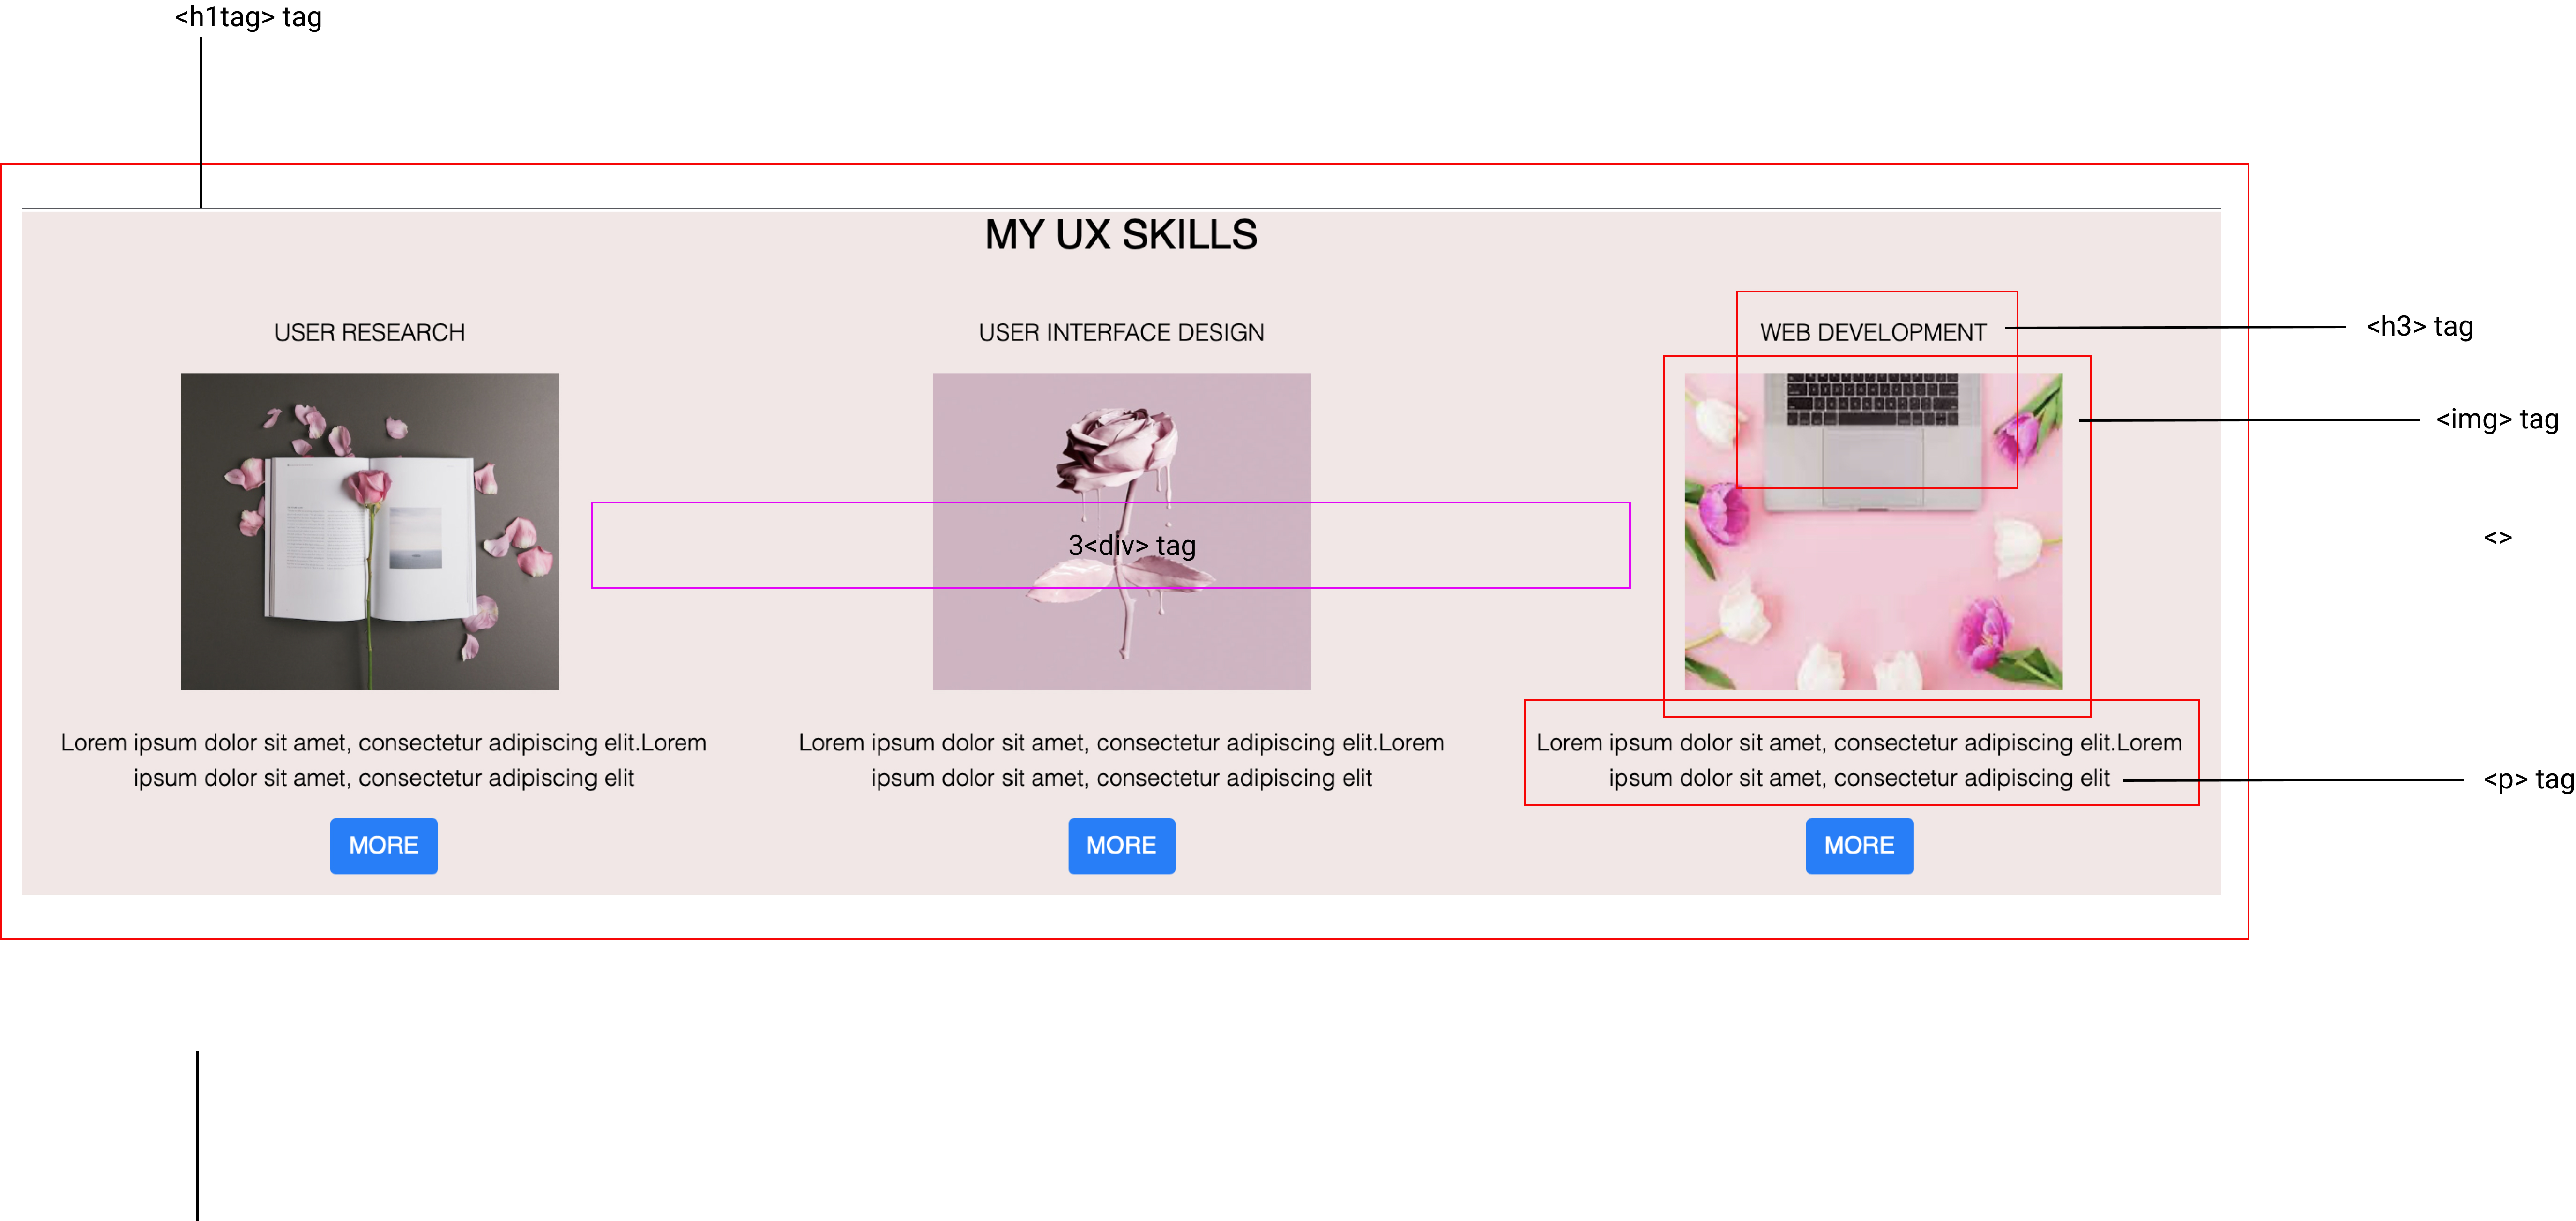 <h1tag> tag
MY UX SKILLS
USER RESEARCH
USER INTERFACE DESIGN
WEB DEVELOPMENT
<h3> tag
<img> tag
3<div> tag
<>
Lorem ipsum dolor sit amet, consectetur adipiscing elit.Lorem
ipsum dolor sit amet, consectetur adipiscing elit
Lorem ipsum dolor sit amet, consectetur adipiscing elit.Lorem
ipsum dolor sit amet, consectetur adipiscing elit
Lorem ipsum dolor sit amet, consectetur adipiscing elit.Lorem
ipsum dolor sit amet, consectetur adipiscing elit
<p> tag
MORE
MORE
MORE